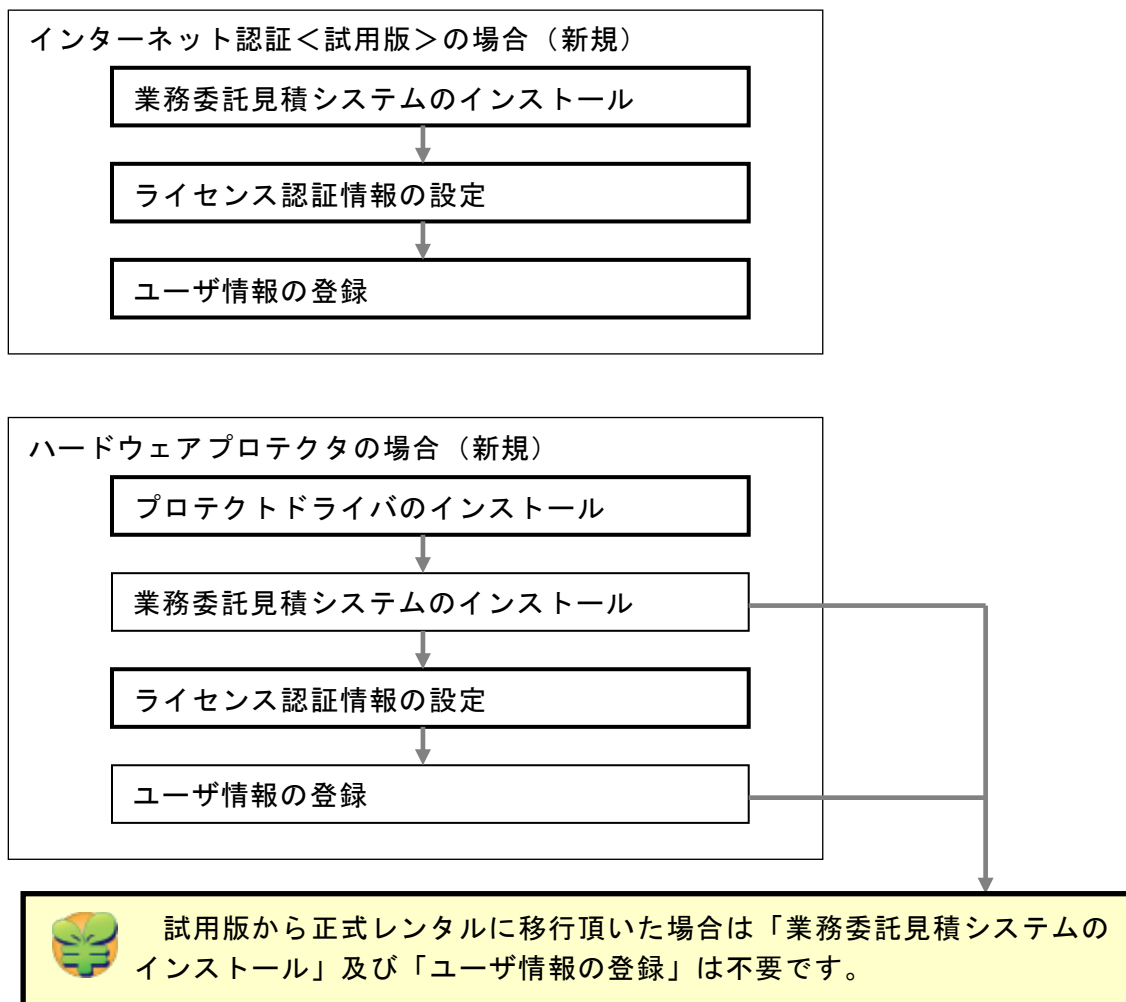 インターネット認証＜試用版＞の場合（新規）
業務委託見積システムのインストール
ライセンス認証情報の設定
ユーザ情報の登録
ハードウェアプロテクタの場合（新規）
プロテクトドライバのインストール
業務委託見積システムのインストール
ライセンス認証情報の設定
ユーザ情報の登録
試用版から正式レンタルに移行頂いた場合は「業務委託見積システムの
インストール」及び「ユーザ情報の登録」は不要です。